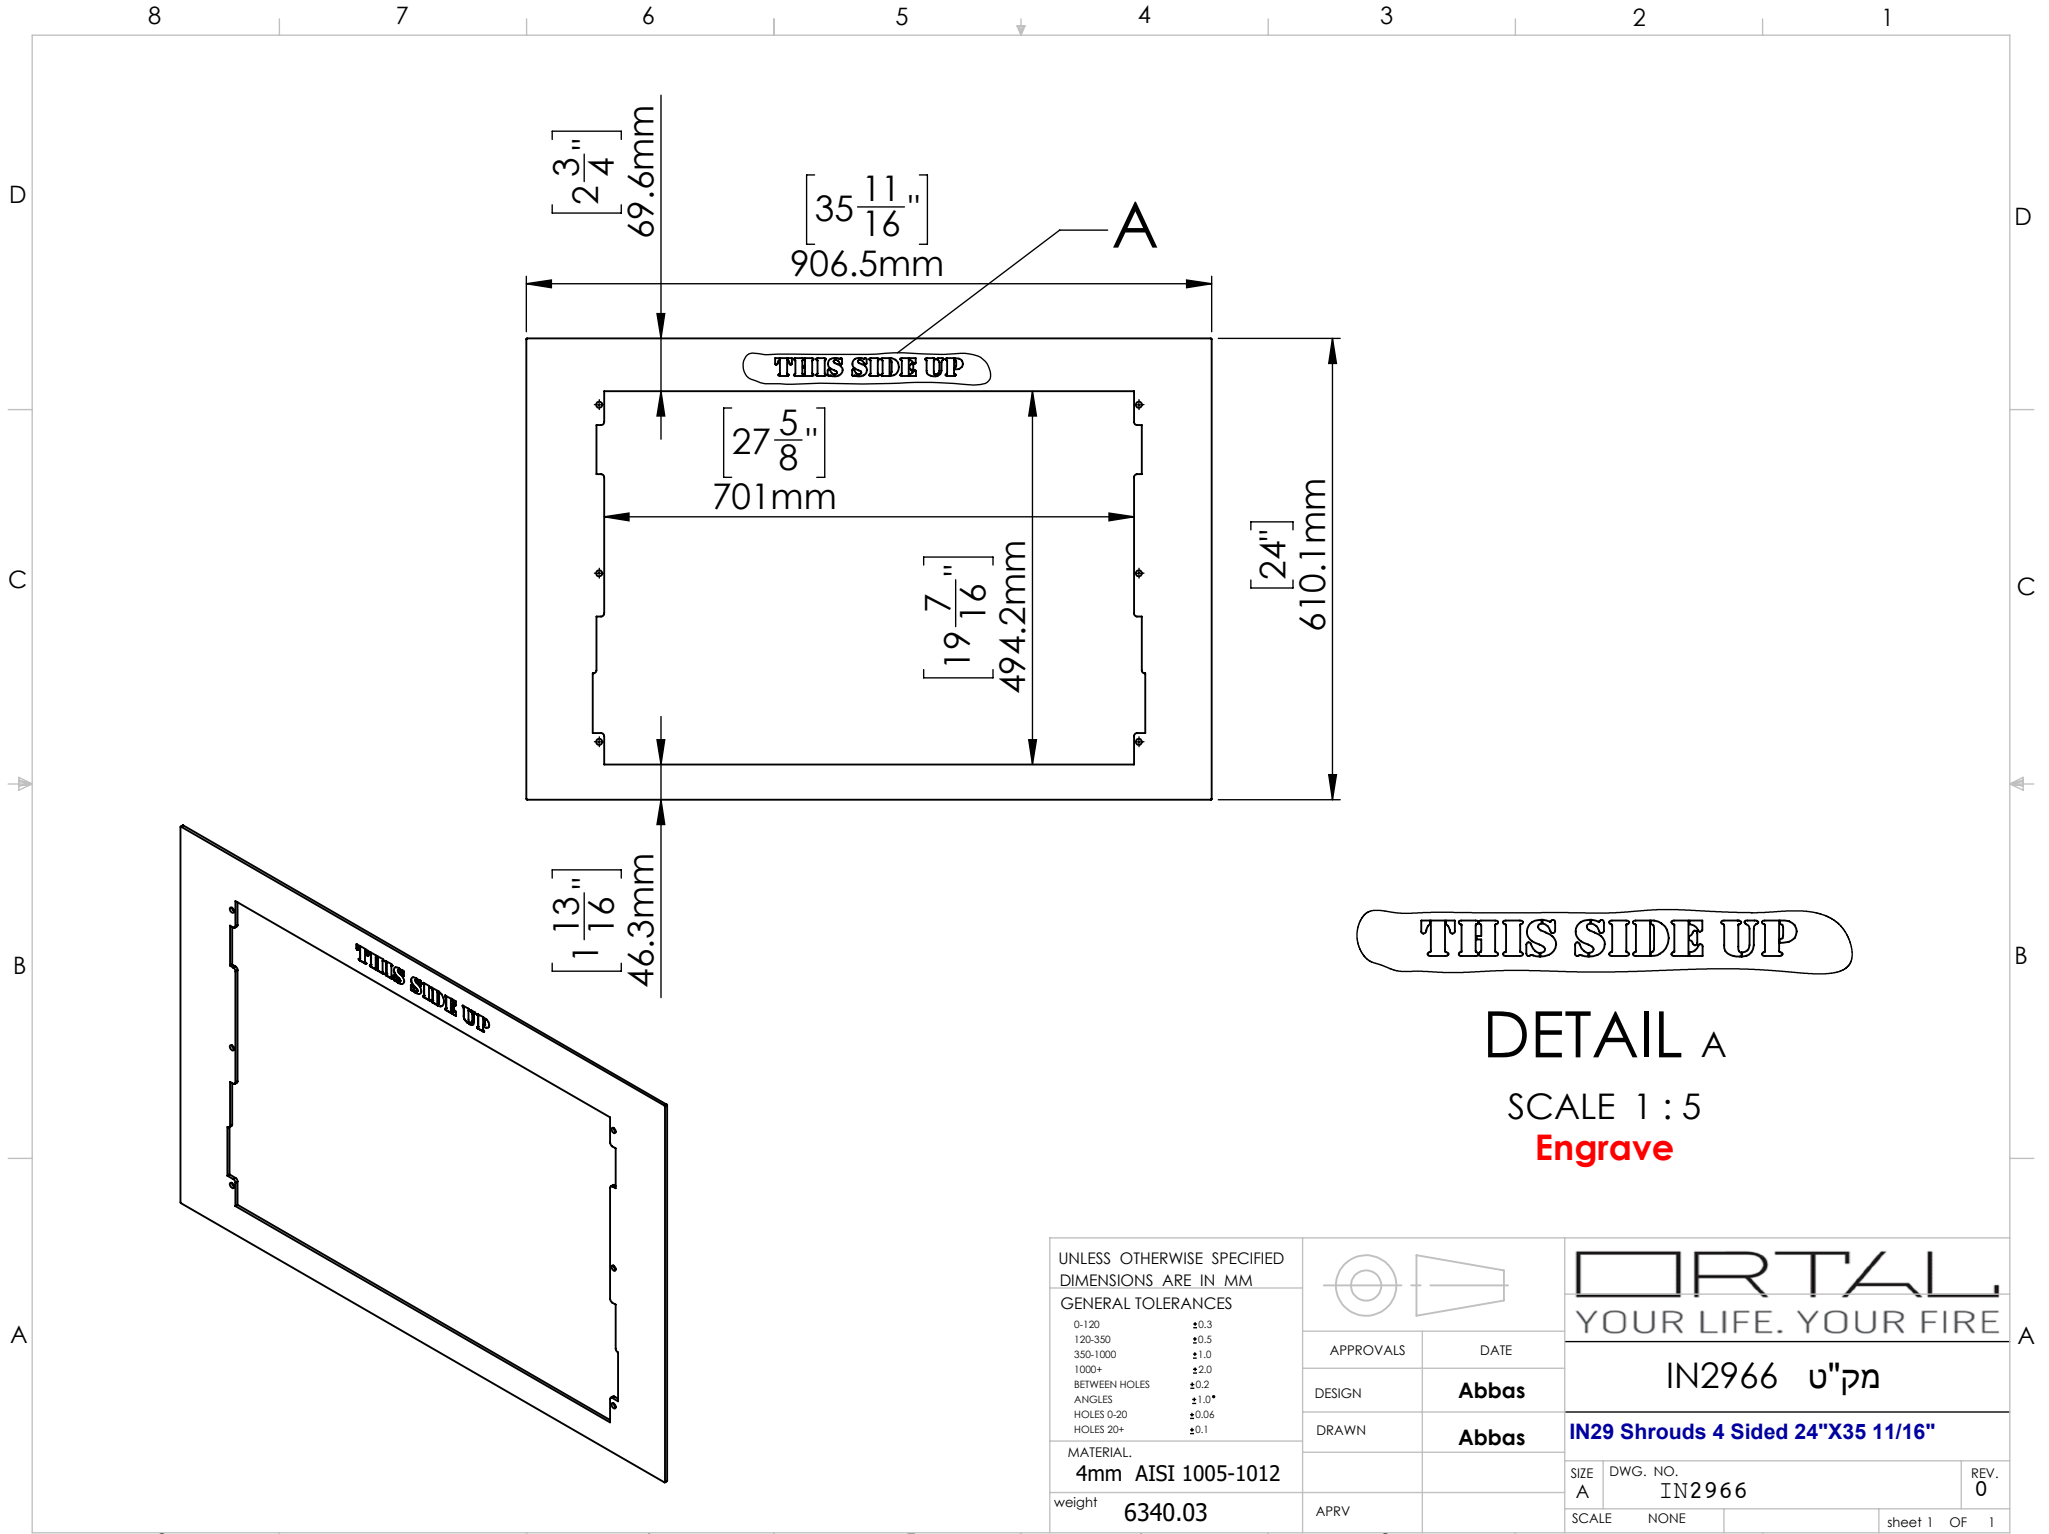 8 7 6 5 4 3 2 1
D D
C C
B B
A A
[2 3/4"]
69.6mm
[35 11/16"]
906.5mm
A
THIS SIDE UP
[27 5/8"]
701mm
[19 7/16"]
494.2mm
[24"]
610.1mm
[1 13/16"]
46.3mm
THIS SIDE UP
THIS SIDE UP
DETAIL A
SCALE 1 : 5
Engrave
UNLESS OTHERWISE SPECIFIED
DIMENSIONS ARE IN MM
GENERAL TOLERANCES
0-120 ±0.3
120-350 ±0.5
350-1000 ±1.0
1000+ ±2.0
BETWEEN HOLES ±0.2
ANGLES ±1.0°
HOLES 0-20 ±0.06
HOLES 20+ ±0.1
MATERIAL.
4mm AISI 1005-1012
weight 6340.03
APPROVALS DATE
DESIGN Abbas
DRAWN Abbas
APRV
ORTAL
YOUR LIFE. YOUR FIRE
IN2966 מק"ט
IN29 Shrouds 4 Sided 24"X35 11/16"
SIZE A
DWG. NO. IN2966
REV. 0
SCALE NONE
sheet 1 OF 1